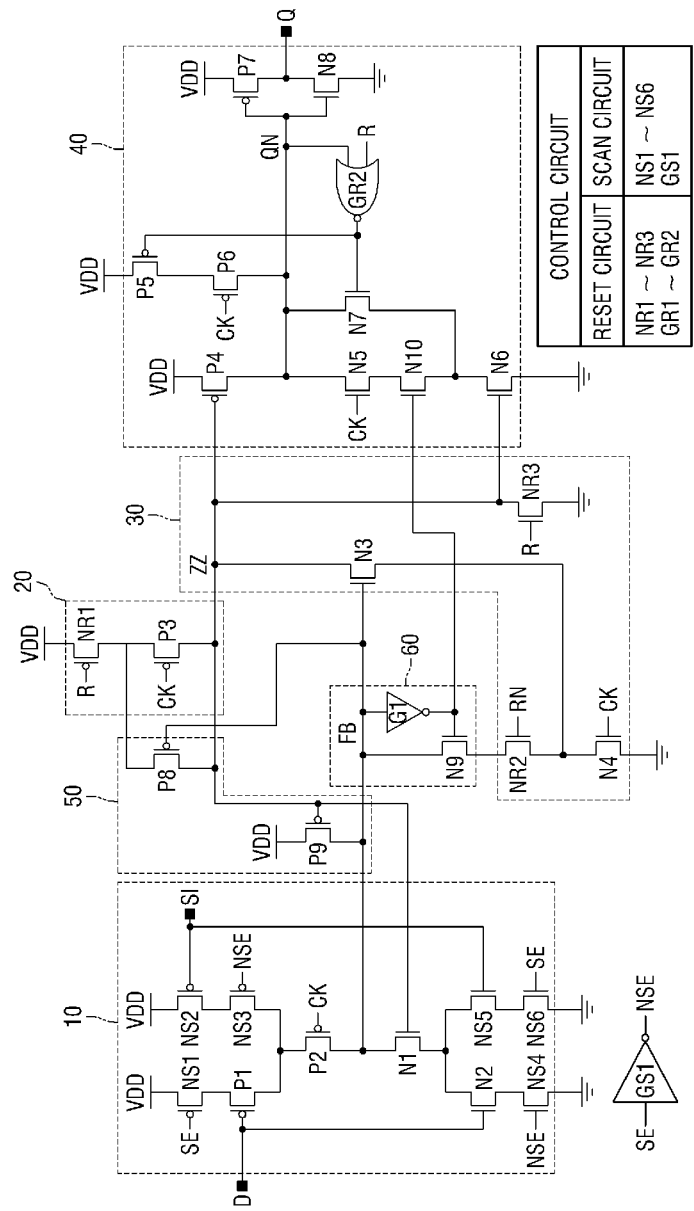 10
D
SE
VDD
NS1
P1
VDD
NS2
NS3
NSE
SI
P2
CK
N1
N2
NS5
NSE
NS4
NS6
SE
SE
GS1
NSE
50
VDD
P9
P8
20
VDD
R
NR1
CK
P3
ZZ
60
FB
G1
N9
30
N3
NR2
RN
N4
CK
R
NR3
40
VDD
P4
VDD
P5
CK
P6
QN
CK
N5
N10
N7
N6
GR2
R
VDD
P7
N8
Q
CONTROL CIRCUIT
RESET CIRCUIT
SCAN CIRCUIT
NR1 ~ NR3
GR1 ~ GR2
NS1 ~ NS6
GS1